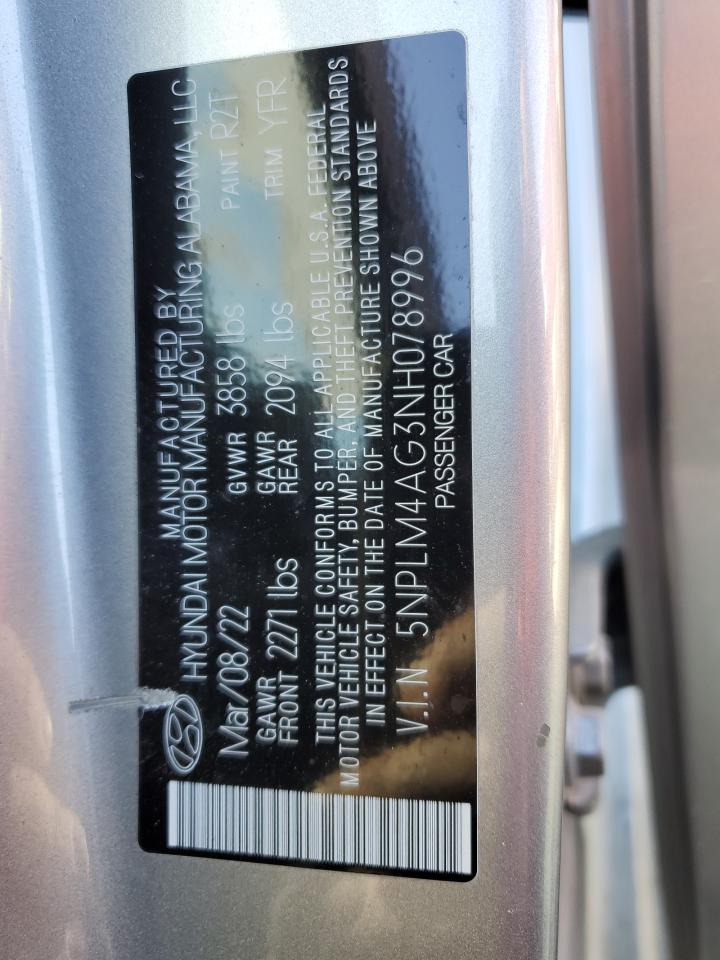 MANUFACTURED BY
HYUNDAI MOTOR MANUFACTURING ALABAMA, LLC
Mar/08/22 GVWR 3858 lbs PAINT R2T
GAWR FRONT 2271 lbs GAWR REAR 2094 lbs TRIM YFR
THIS VEHICLE CONFORMS TO ALL APPLICABLE U.S.A. FEDERAL
MOTOR VEHICLE SAFETY, BUMPER, AND THEFT PREVENTION STANDARDS
IN EFFECT ON THE DATE OF MANUFACTURE SHOWN ABOVE
V.I.N 5NPLM4AG3NH078996
PASSENGER CAR